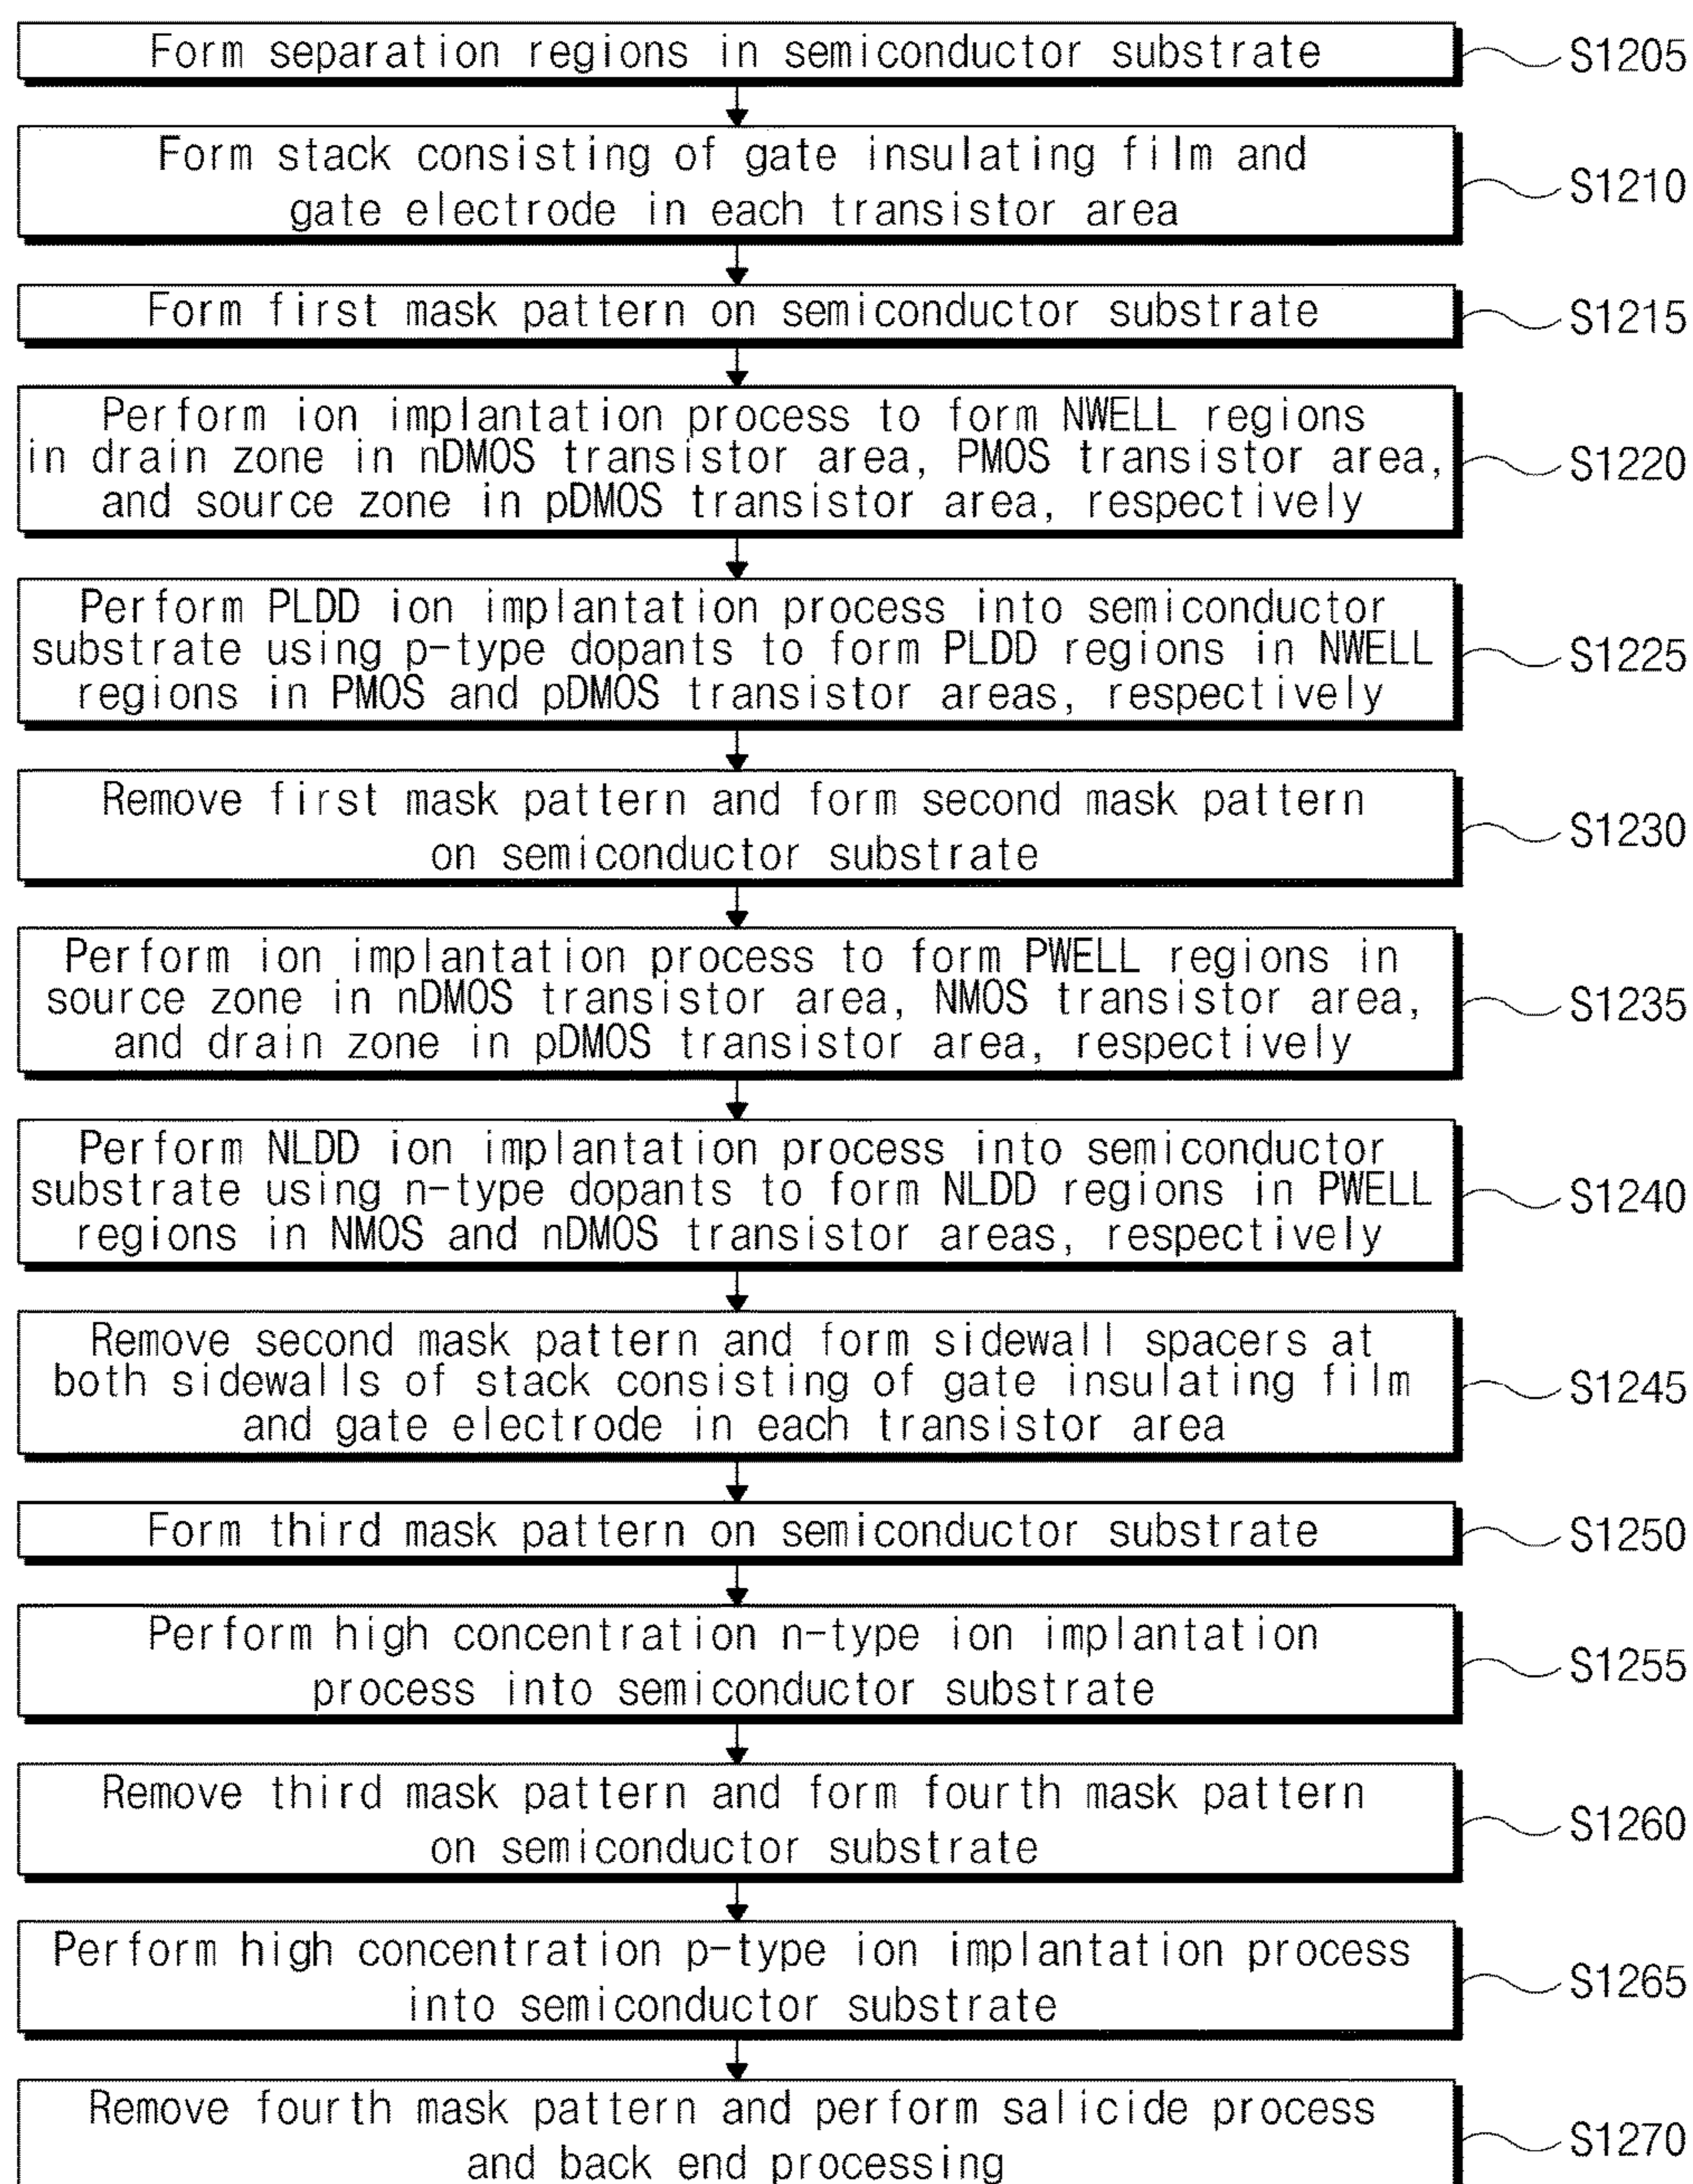 Form separation regions in semiconductor substrate
S1205
Form stack consisting of gate insulating film and
gate electrode in each transistor area
S1210
Form first mask pattern on semiconductor substrate
S1215
Perform ion implantation process to form NWELL regions
in drain zone in nDMOS transistor area, PMOS transistor area,
and source zone in pDMOS transistor area, respectively
S1220
Perform PLDD ion implantation process into semiconductor
substrate using p-type dopants to form PLDD regions in NWELL
regions in PMOS and pDMOS transistor areas, respectively
S1225
Remove first mask pattern and form second mask pattern
on semiconductor substrate
S1230
Perform ion implantation process to form PWELL regions in
source zone in nDMOS transistor area, NMOS transistor area,
and drain zone in pDMOS transistor area, respectively
S1235
Perform NLDD ion implantation process into semiconductor
substrate using n-type dopants to form NLDD regions in PWELL
regions in NMOS and nDMOS transistor areas, respectively
S1240
Remove second mask pattern and form sidewall spacers at
both sidewalls of stack consisting of gate insulating film
and gate electrode in each transistor area
S1245
Form third mask pattern on semiconductor substrate
S1250
Perform high concentration n-type ion implantation
process into semiconductor substrate
S1255
Remove third mask pattern and form fourth mask pattern
on semiconductor substrate
S1260
Perform high concentration p-type ion implantation process
into semiconductor substrate
S1265
Remove fourth mask pattern and perform salicide process
and back end processing
S1270